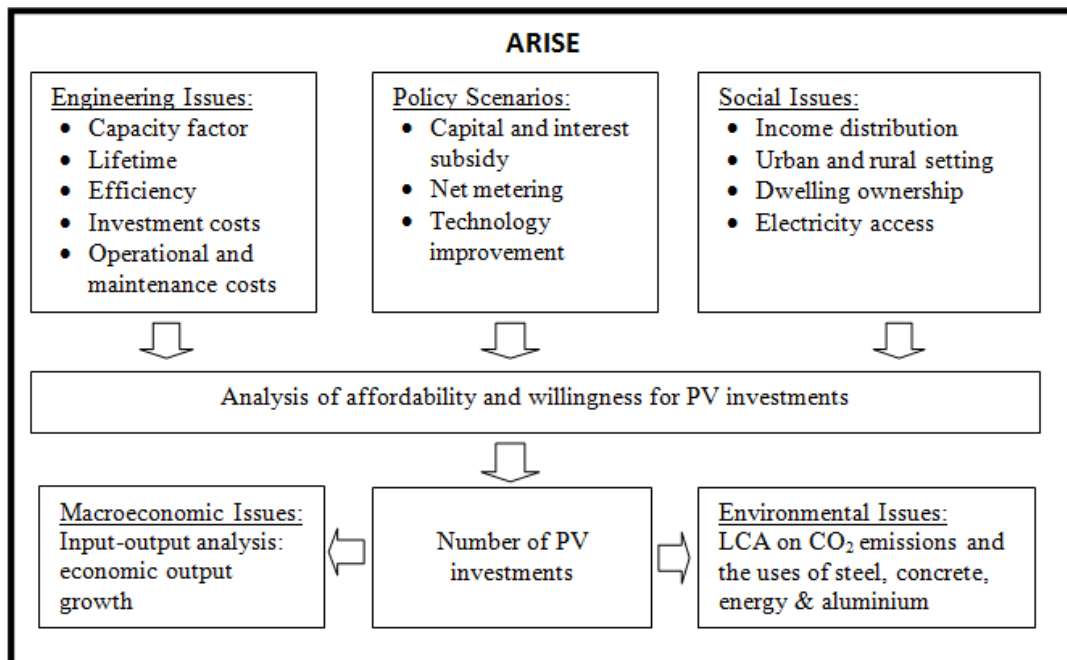 ARISE
Engineering Issues:
• Capacity factor
• Lifetime
• Efficiency
• Investment costs
• Operational and
maintenance costs
Policy Scenarios:
• Capital and interest
subsidy
• Net metering
• Technology
improvement
Social Issues:
• Income distribution
• Urban and rural setting
• Dwelling ownership
• Electricity access
Analysis of affordability and willingness for PV investments
Macroeconomic Issues:
Input-output analysis:
economic output
growth
Number of PV
investments
Environmental Issues:
LCA on CO₂ emissions and
the uses of steel, concrete,
energy & aluminium